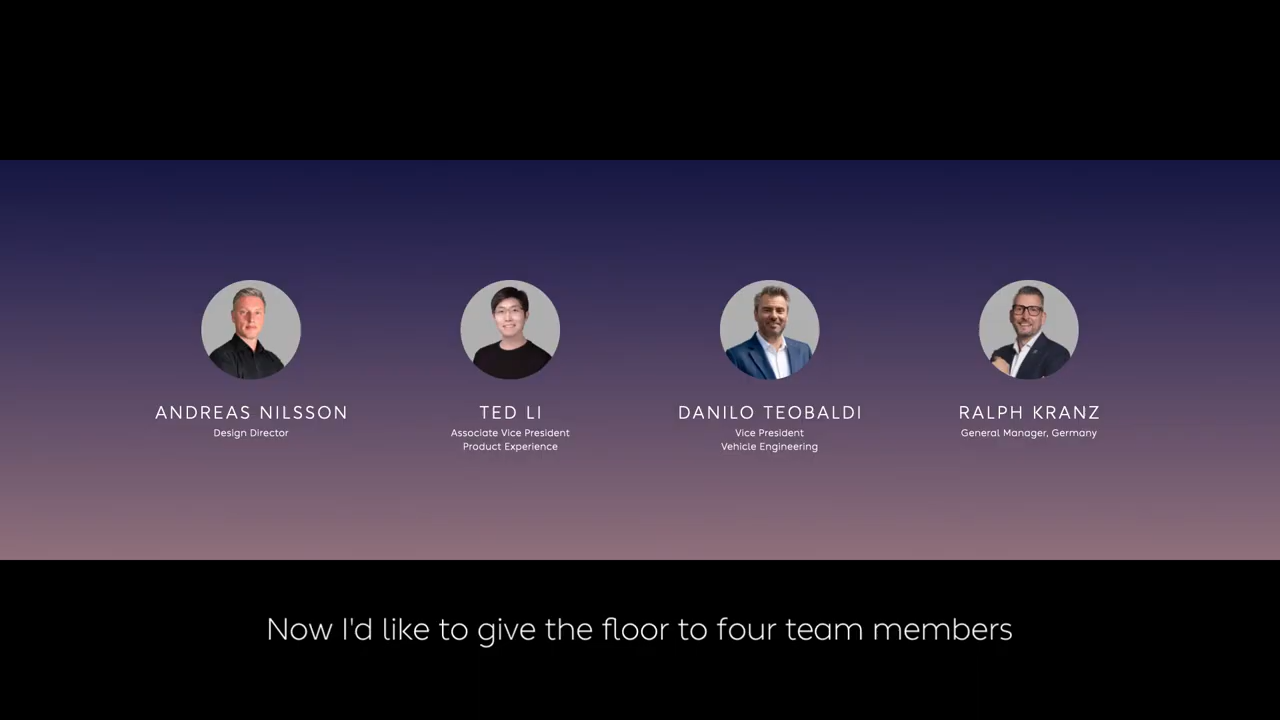 ANDREAS NILSSON
Design Director
TED LI
Associate Vice President
Product Experience
DANILO TEOBALDI
Vice President
Vehicle Engineering
RALPH KRANZ
General Manager, Germany
Now I'd like to give the floor to four team members